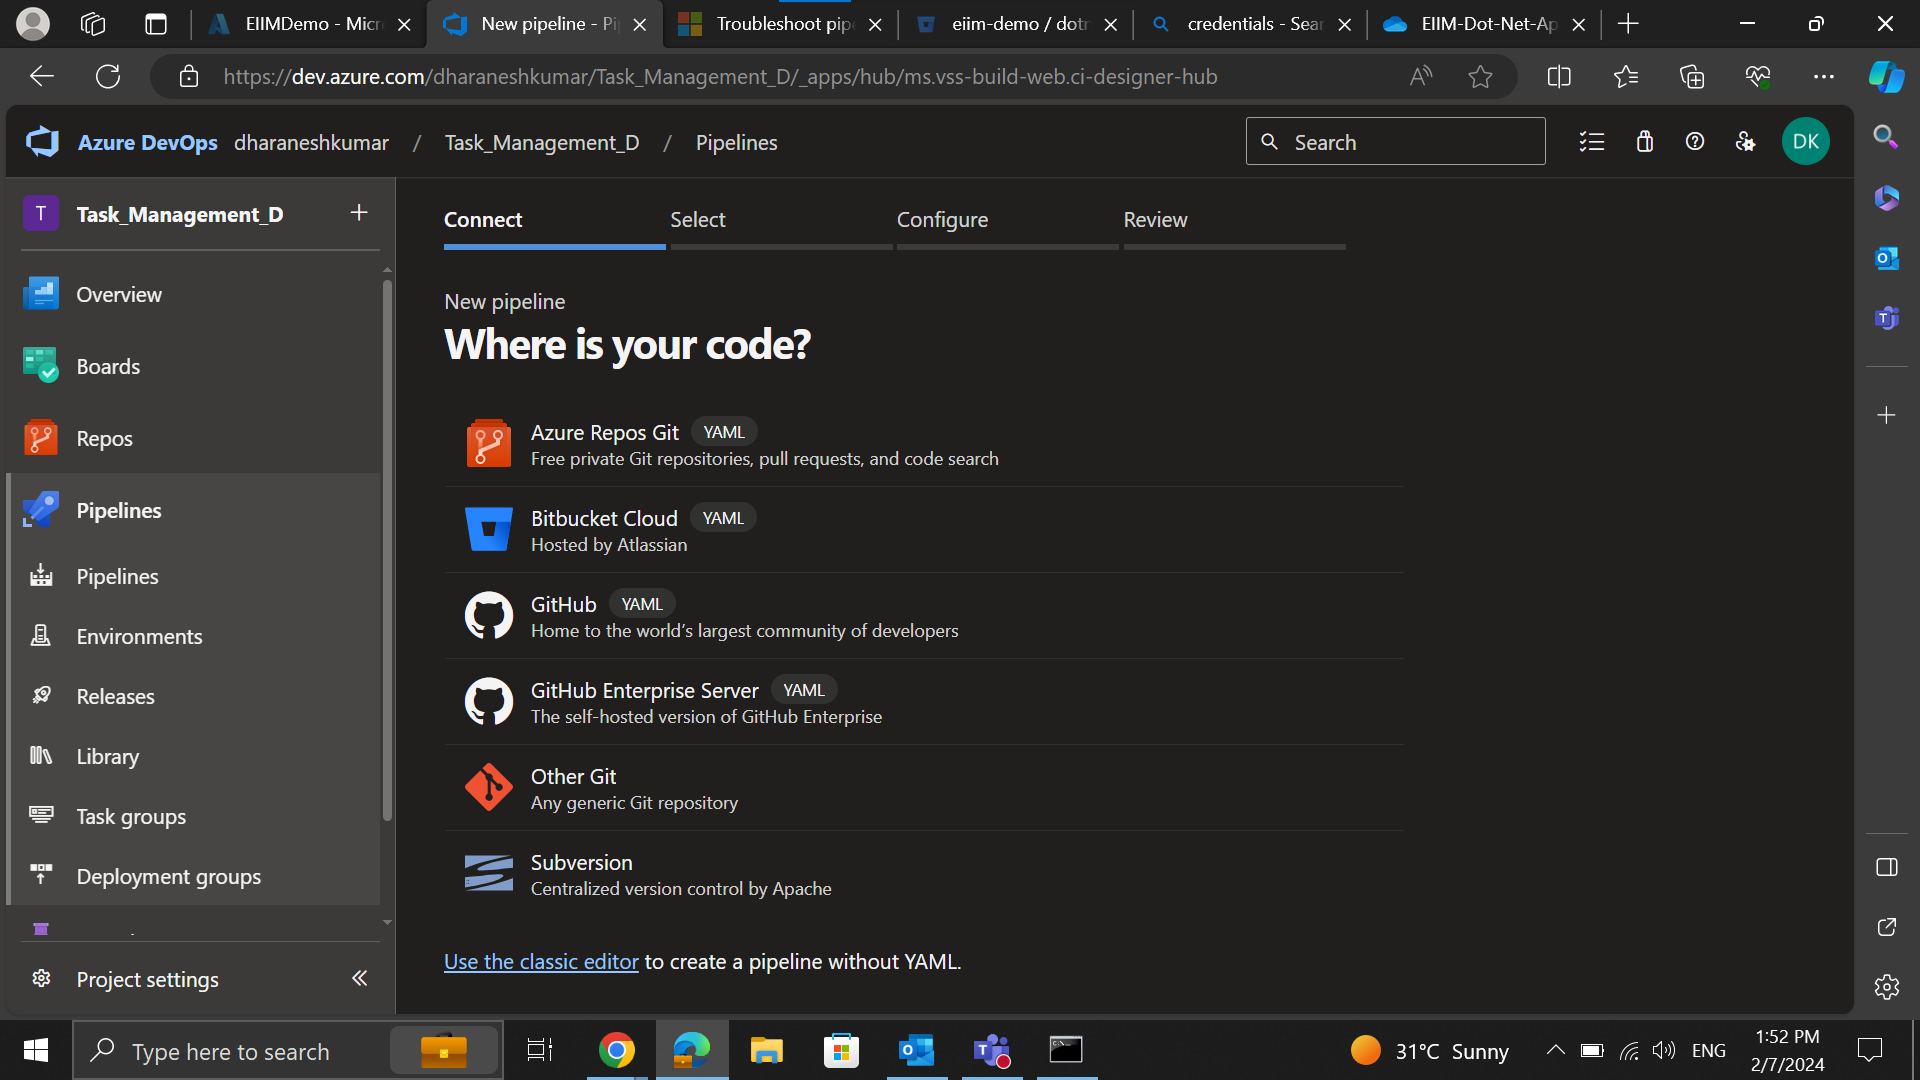 EIIMDemo - Micr
New pipeline - Pi
Troubleshoot pip
eiim-demo / dotn
credentials - Sear
EIIM-Dot-Net-Ap
https://dev.azure.com/dharaneshkumar/Task_Management_D/_apps/hub/ms.vss-build-web.ci-designer-hub
Azure DevOps dharaneshkumar / Task_Management_D / Pipelines
Search
DK
T Task_Management_D
Overview
Boards
Repos
Pipelines
Pipelines
Environments
Releases
Library
Task groups
Deployment groups
Project settings
Connect
Select
Configure
Review
New pipeline
Where is your code?
Azure Repos Git YAML
Free private Git repositories, pull requests, and code search
Bitbucket Cloud YAML
Hosted by Atlassian
GitHub YAML
Home to the world’s largest community of developers
GitHub Enterprise Server YAML
The self-hosted version of GitHub Enterprise
Other Git
Any generic Git repository
Subversion
Centralized version control by Apache
Use the classic editor to create a pipeline without YAML.
Type here to search
31°C Sunny
ENG
1:52 PM
2/7/2024